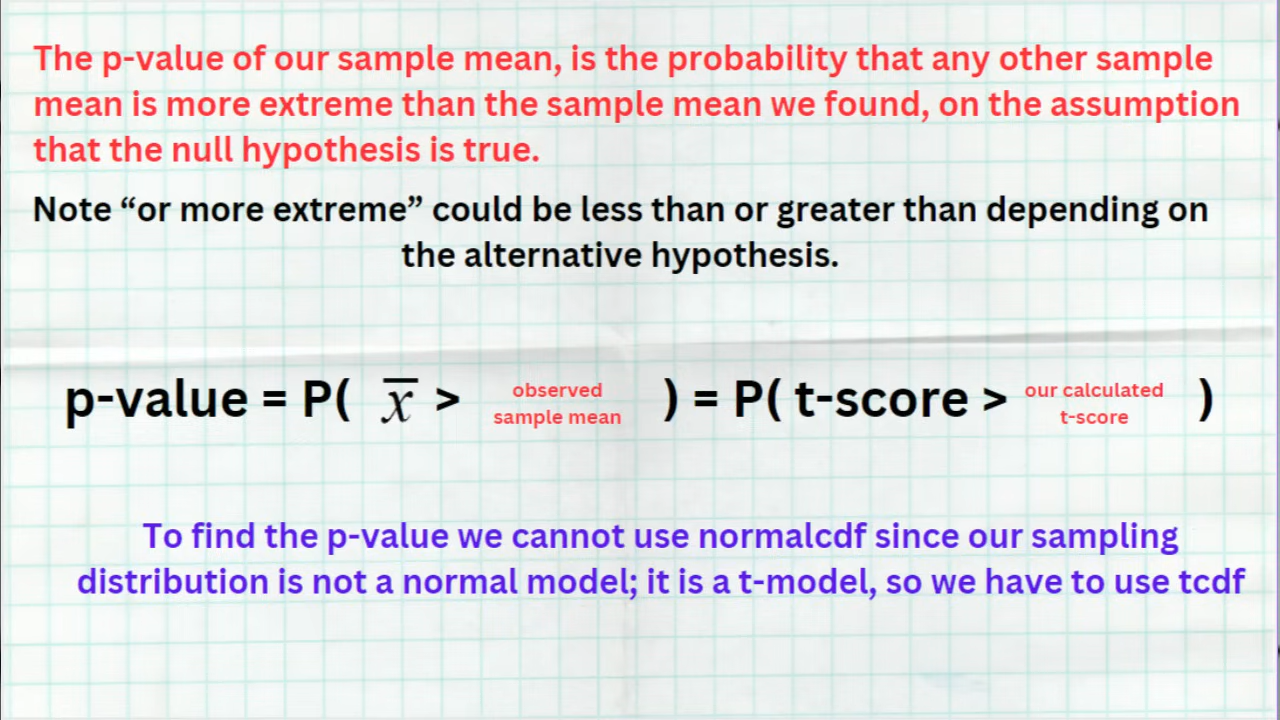 The p-value of our sample mean, is the probability that any other sample
mean is more extreme than the sample mean we found, on the assumption
that the null hypothesis is true.
Note “or more extreme” could be less than or greater than depending on
the alternative hypothesis.
p-value = P( x̅ > observed sample mean ) = P( t-score > our calculated t-score )
To find the p-value we cannot use normalcdf since our sampling
distribution is not a normal model; it is a t-model, so we have to use tcdf